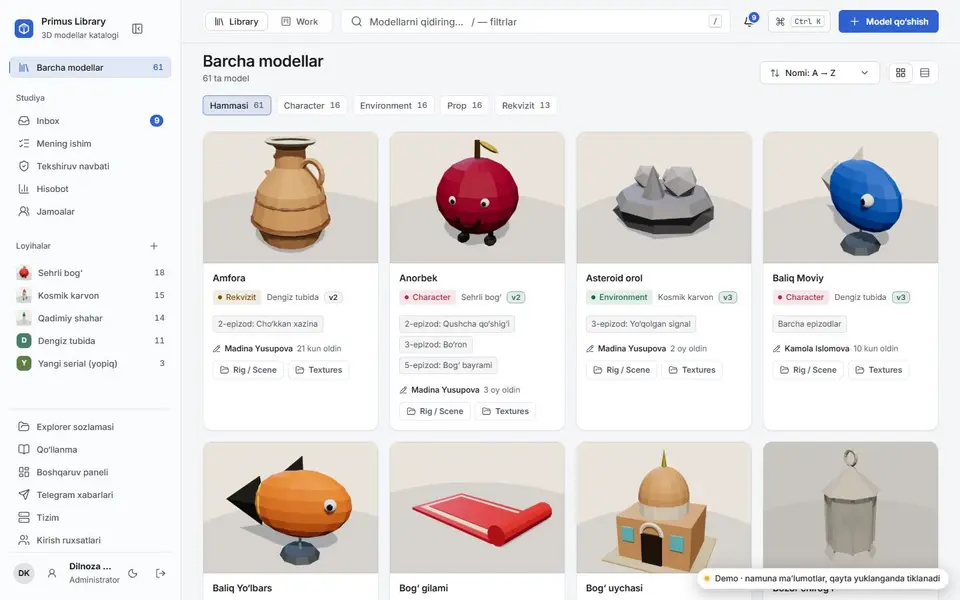 Primus Library
3D modellar katalogi
Library
Work
Modellarni qidiring... / — filtrlar
/
9
⌘ Ctrl K
+ Model qo‘shish
Barcha modellar 61
Studiya
Inbox 9
Mening ishim
Tekshiruv navbati
Hisobot
Jamoalar
Loyihalar +
Sehrli bog‘ 18
Kosmik karvon 15
Qadimiy shahar 14
D Dengiz tubida 11
Y Yangi serial (yopiq) 3
Explorer sozlamasi
Qo‘llanma
Boshqaruv paneli
Telegram xabarlari
Tizim
Kirish ruxsatlari
DK
Dilnoza ...
Administrator
Barcha modellar
61 ta model
Nomi: A → Z
Hammasi 61
Character 16
Environment 16
Prop 16
Rekvizit 13
Amfora
Rekvizit Dengiz tubida v2
2-epizod: Cho‘kkan xazina
Madina Yusupova 21 kun oldin
Rig / Scene Textures
Anorbek
Character Sehrli bog‘ v2
2-epizod: Qushcha qo‘shig‘i
3-epizod: Bo‘ron
5-epizod: Bog‘ bayrami
Madina Yusupova 3 oy oldin
Rig / Scene Textures
Asteroid orol
Environment Kosmik karvon v3
3-epizod: Yo‘qolgan signal
Madina Yusupova 2 oy oldin
Rig / Scene Textures
Baliq Moviy
Character Dengiz tubida v3
Barcha epizodlar
Kamola Islomova 10 kun oldin
Rig / Scene Textures
Baliq Yo‘lbars
Bog‘ gilami
Bog‘ uychasi
Demo · namuna ma’lumotlar, qayta yuklanganda tiklanadi